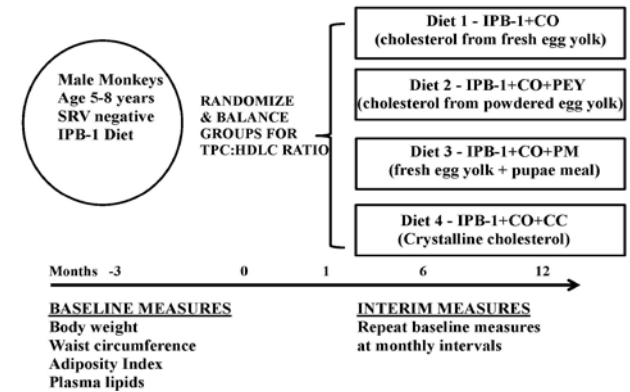 Male Monkeys
Age 5-8 years
SRV negative
IPB-1 Diet
RANDOMIZE
& BALANCE
GROUPS FOR
TPC:HDLC RATIO
Diet 1 - IPB-1+CO
(cholesterol from fresh egg yolk)
Diet 2 - IPB-1+CO+PEY
(cholesterol from powdered egg yolk)
Diet 3 - IPB-1+CO+PM
(fresh egg yolk + pupae meal)
Diet 4 - IPB-1+CO+CC
(Crystalline cholesterol)
Months -3 0 1 6 12
BASELINE MEASURES
Body weight
Waist circumference
Adiposity Index
Plasma lipids
INTERIM MEASURES
Repeat baseline measures
at monthly intervals